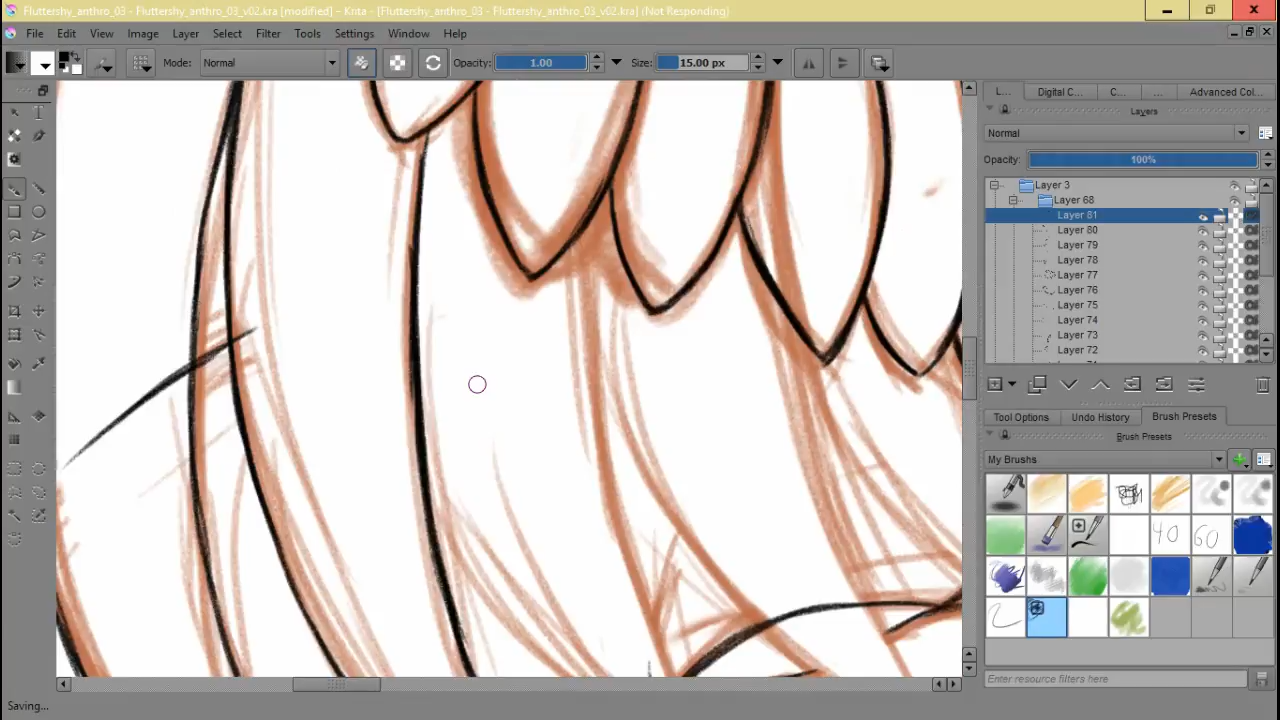 Fluttershy_anthro_03 - Fluttershy_anthro_03_v02.kra [modified] – Krita - [Fluttershy_anthro_03 - Fluttershy_anthro_03_v02.kra] (Not Responding)
File Edit View Image Layer Select Filter Tools Settings Window Help
Mode: Normal Opacity: 1.00 Size: 15.00 px
L... Digital C... C... ... Advanced Col...
Layers
Normal
Opacity: 100%
Layer 3
Layer 68
Layer 81
Layer 80
Layer 79
Layer 78
Layer 77
Layer 76
Layer 75
Layer 74
Layer 73
Layer 72
Tool Options Undo History Brush Presets
Brush Presets
My Brushes
40 60
Enter resource filters here
Saving...